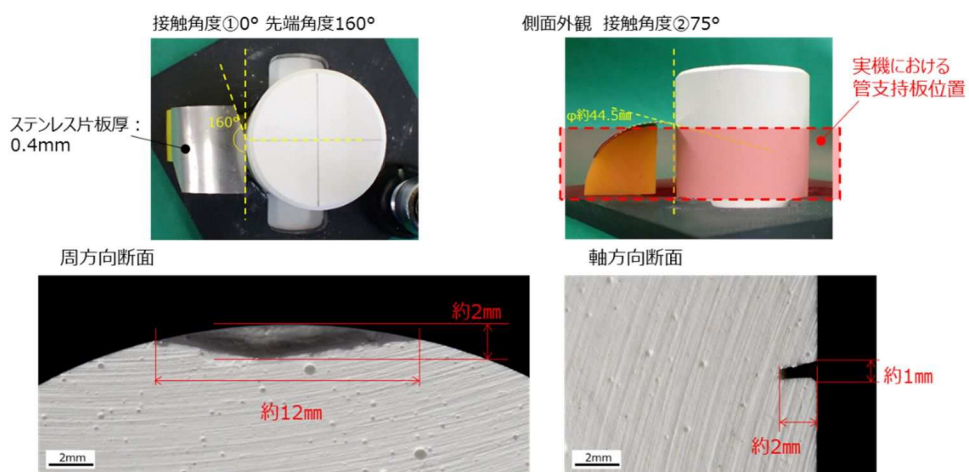 接触角度①0° 先端角度160°
側面外観 接触角度②75°
実機における
管支持板位置
ステンレス片板厚：
0.4mm
160°
φ約44.5mm
周方向断面
軸方向断面
約2mm
約12mm
2mm
約1mm
約2mm
2mm